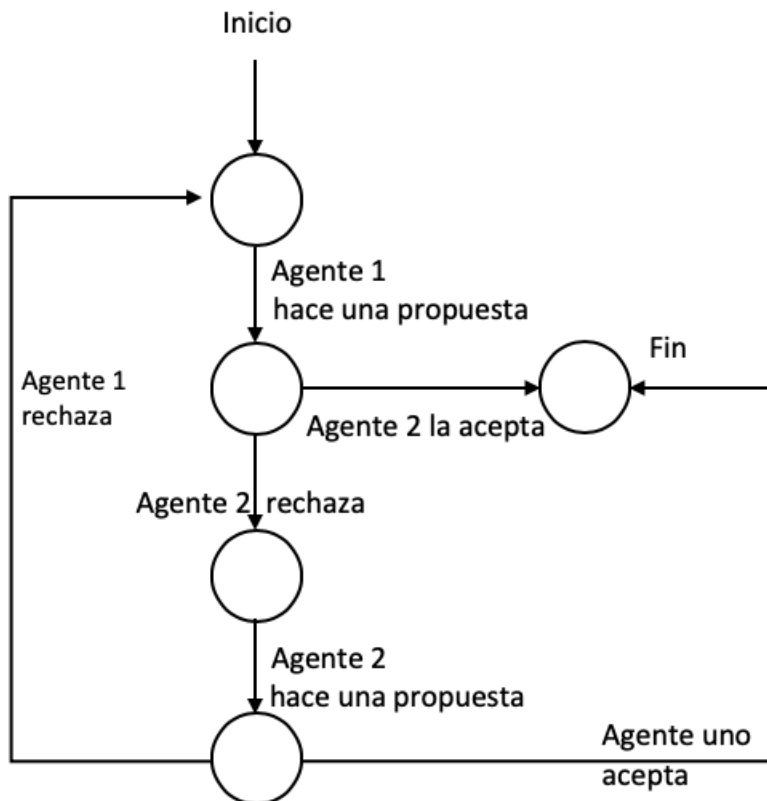 Inicio
Agente 1
hace una propuesta
Fin
Agente 1
rechaza
Agente 2 la acepta
Agente 2 rechaza
Agente 2
hace una propuesta
Agente uno
acepta